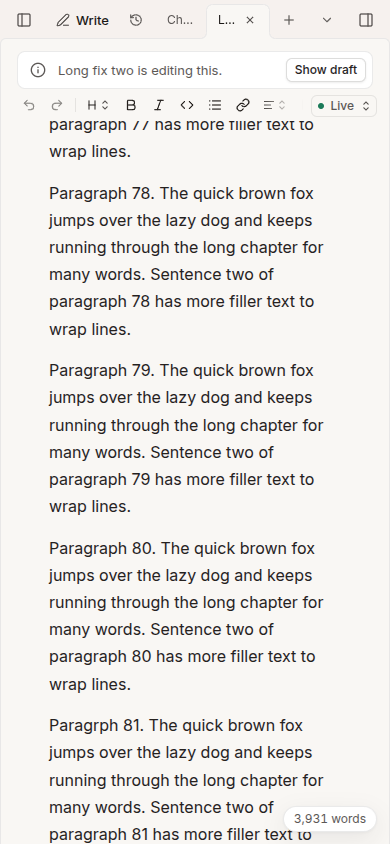 Write
Ch...
L...
Long fix two is editing this.
Show draft
H
B
I
Live
paragraph 77 has more filler text to
wrap lines.
Paragraph 78. The quick brown fox
jumps over the lazy dog and keeps
running through the long chapter for
many words. Sentence two of
paragraph 78 has more filler text to
wrap lines.
Paragraph 79. The quick brown fox
jumps over the lazy dog and keeps
running through the long chapter for
many words. Sentence two of
paragraph 79 has more filler text to
wrap lines.
Paragraph 80. The quick brown fox
jumps over the lazy dog and keeps
running through the long chapter for
many words. Sentence two of
paragraph 80 has more filler text to
wrap lines.
Paragrph 81. The quick brown fox
jumps over the lazy dog and keeps
running through the long chapter for
many words. Sentence two of
3,931 words
paragraph 81 has more filler text to